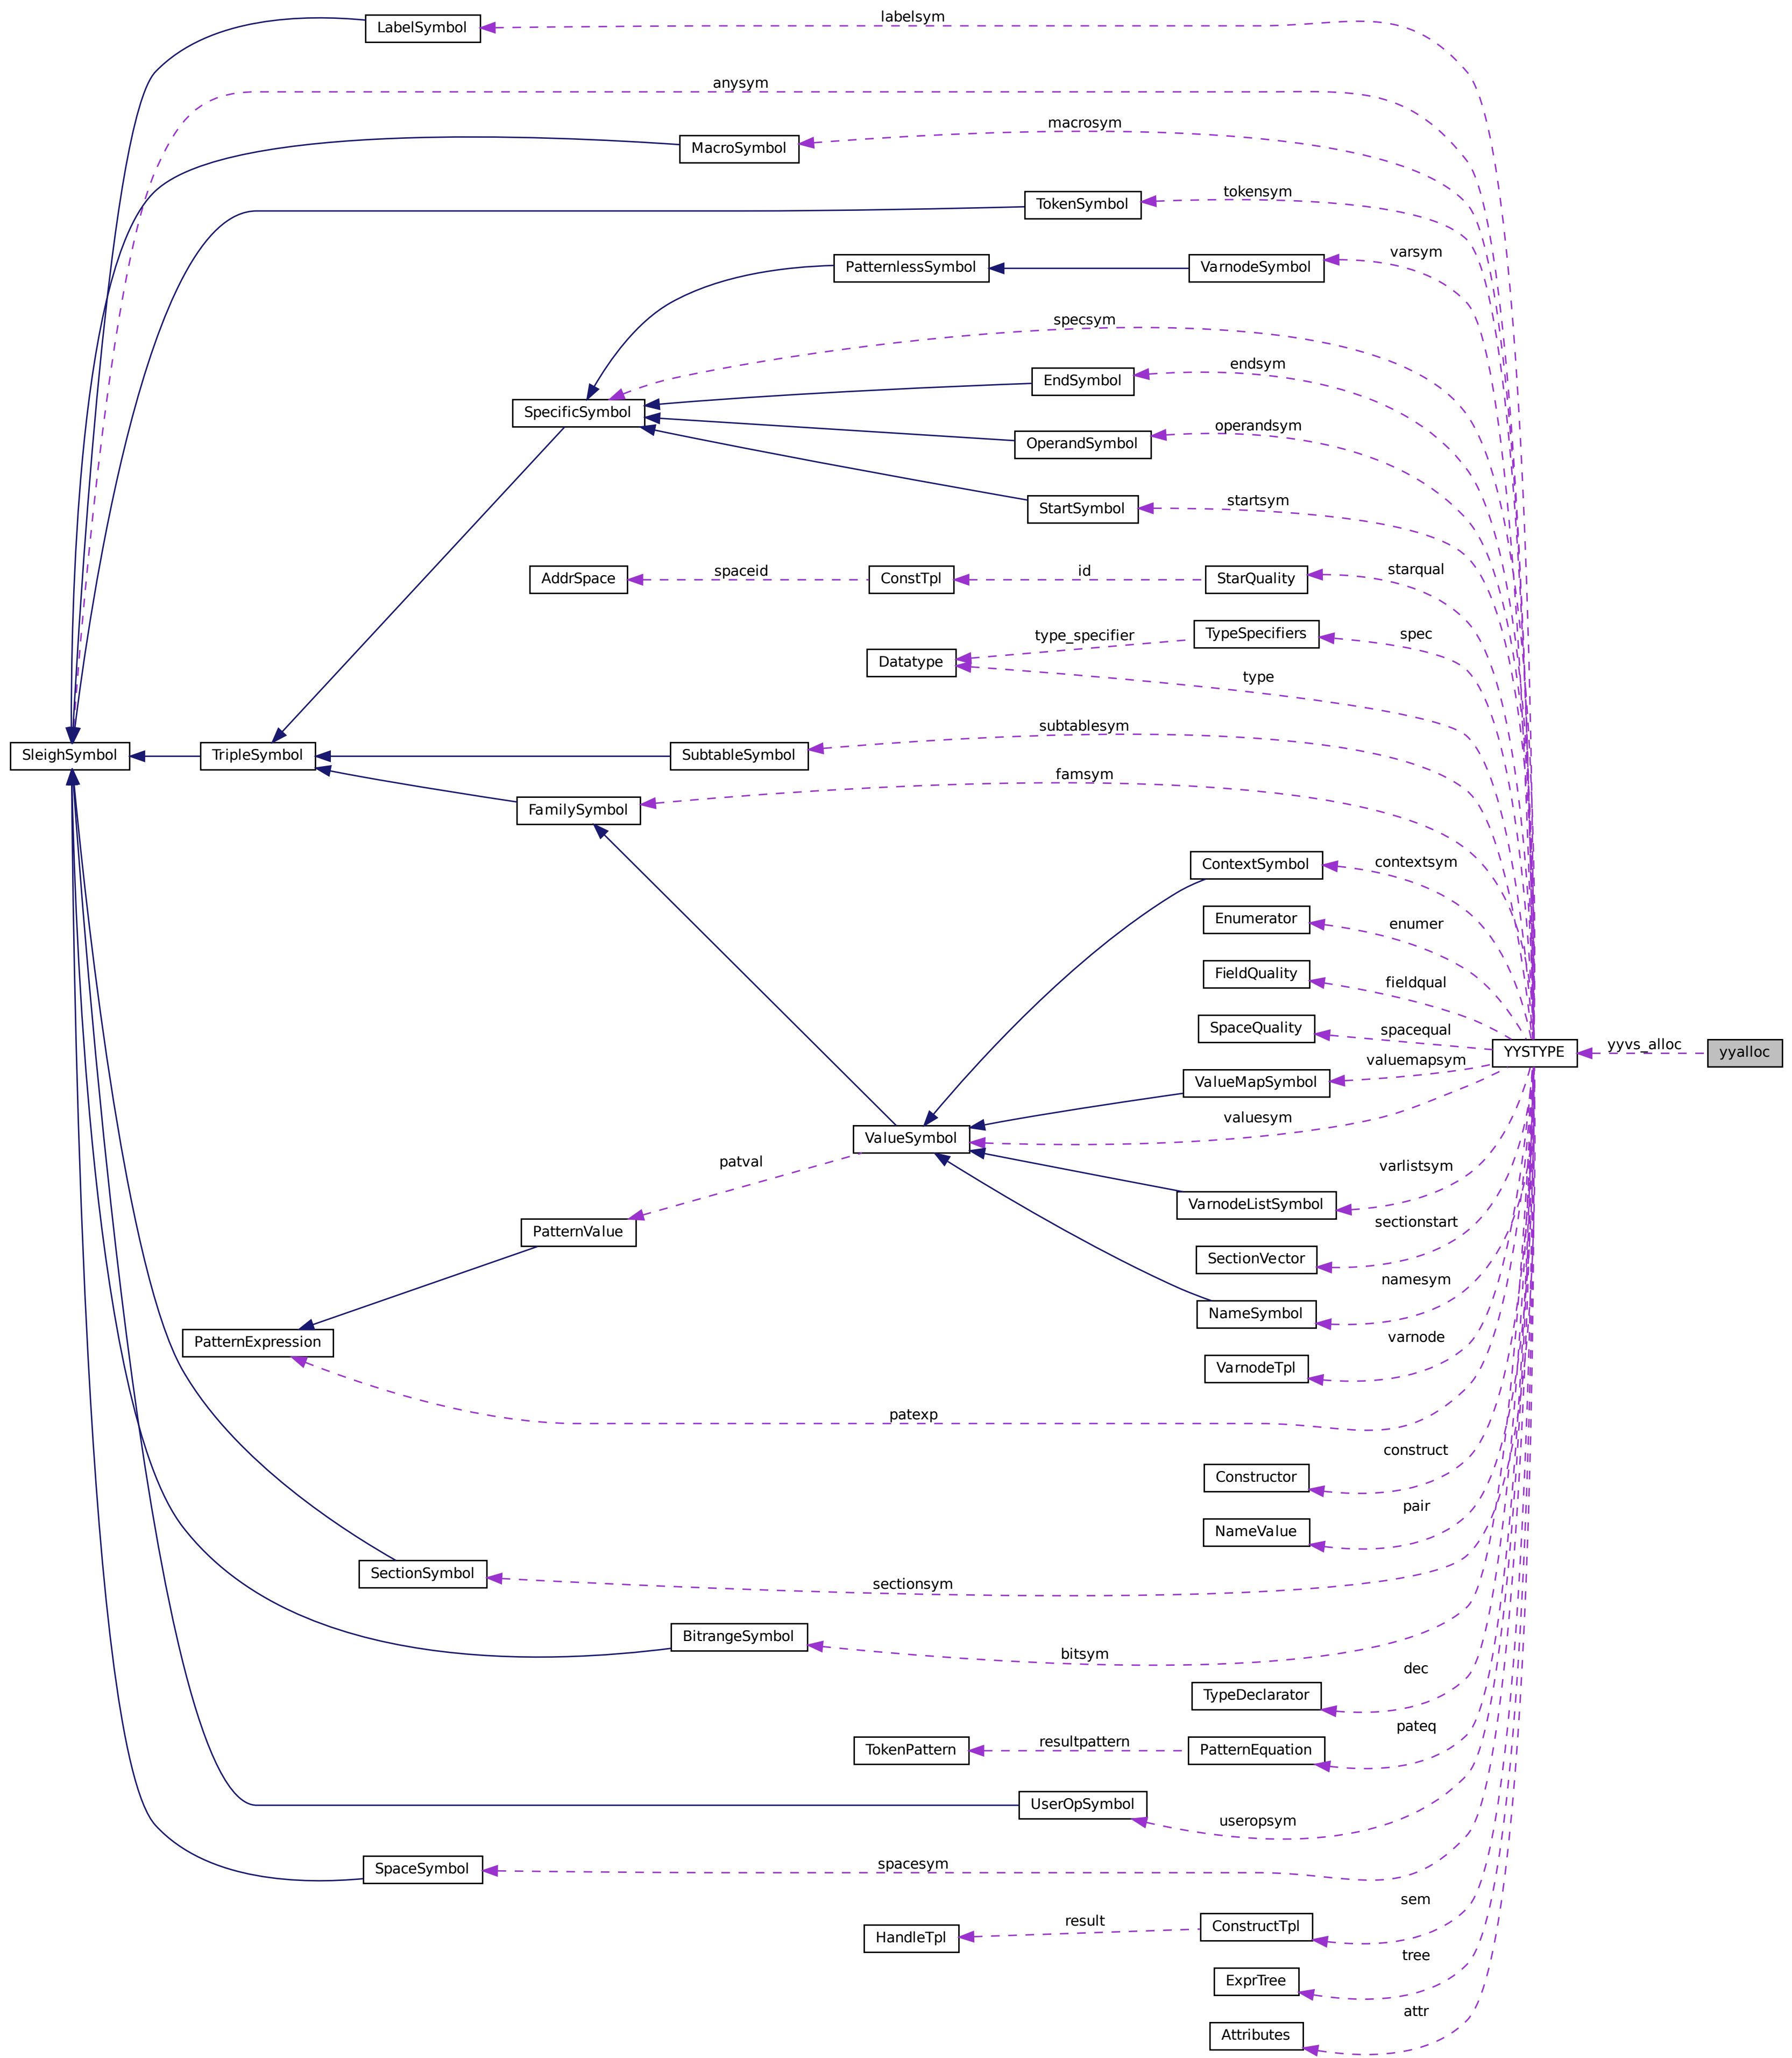 labelsym
LabelSymbol
anysym
macrosym
MacroSymbol
tokensym
TokenSymbol
varsym
PatternlessSymbol
VarnodeSymbol
specsym
endsym
EndSymbol
SpecificSymbol
operandsym
OperandSymbol
startsym
StartSymbol
starqual
spaceid
id
AddrSpace
ConstTpl
StarQuality
spec
type_specifier
TypeSpecifiers
Datatype
type
subtablesym
SleighSymbol
TripleSymbol
SubtableSymbol
famsym
FamilySymbol
contextsym
ContextSymbol
enumer
Enumerator
fieldqual
FieldQuality
spacequal
SpaceQuality
yyvs_alloc
YYSTYPE
yyalloc
valuemapsym
ValueMapSymbol
valuesym
ValueSymbol
patval
varlistsym
VarnodeListSymbol
sectionstart
PatternValue
SectionVector
namesym
NameSymbol
varnode
PatternExpression
VarnodeTpl
patexp
construct
Constructor
pair
NameValue
SectionSymbol
sectionsym
BitrangeSymbol
bitsym
dec
TypeDeclarator
pateq
resultpattern
TokenPattern
PatternEquation
UserOpSymbol
useropsym
SpaceSymbol
spacesym
sem
result
ConstructTpl
HandleTpl
tree
ExprTree
attr
Attributes